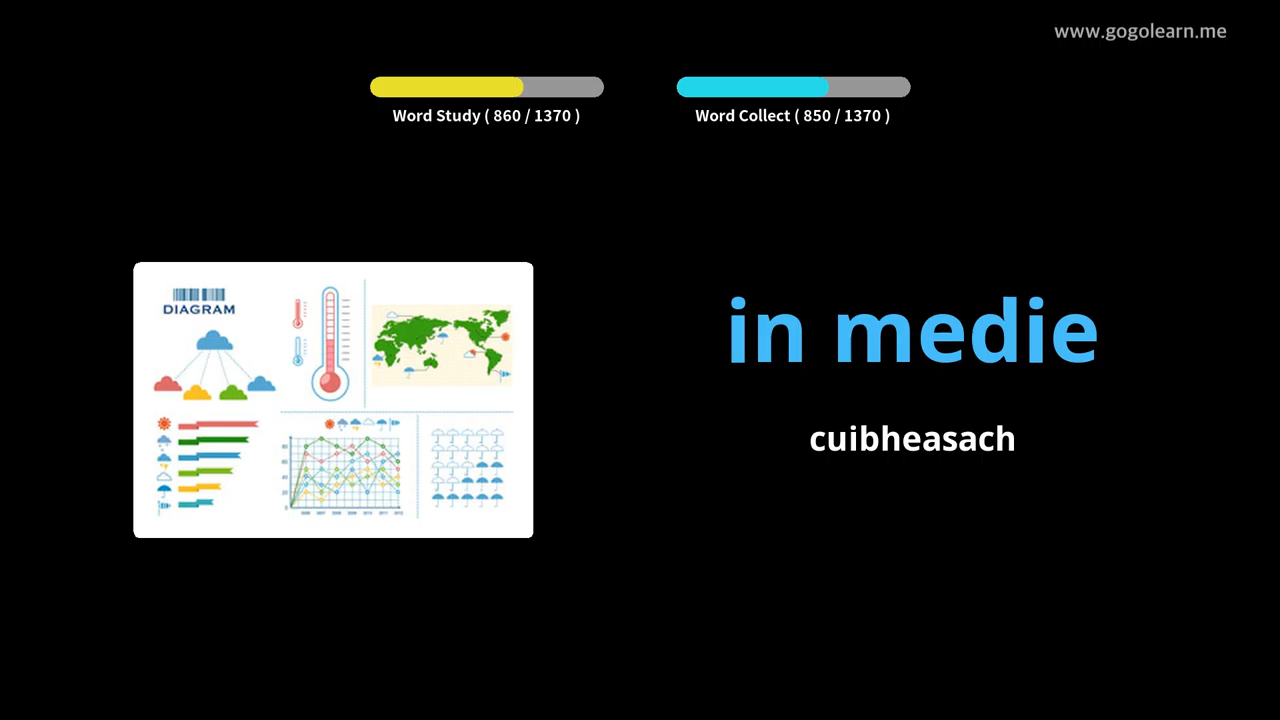 www.gogolearn.me
Word Study ( 860 / 1370 )
Word Collect ( 850 / 1370 )
DIAGRAM
in medie
cuibheasach